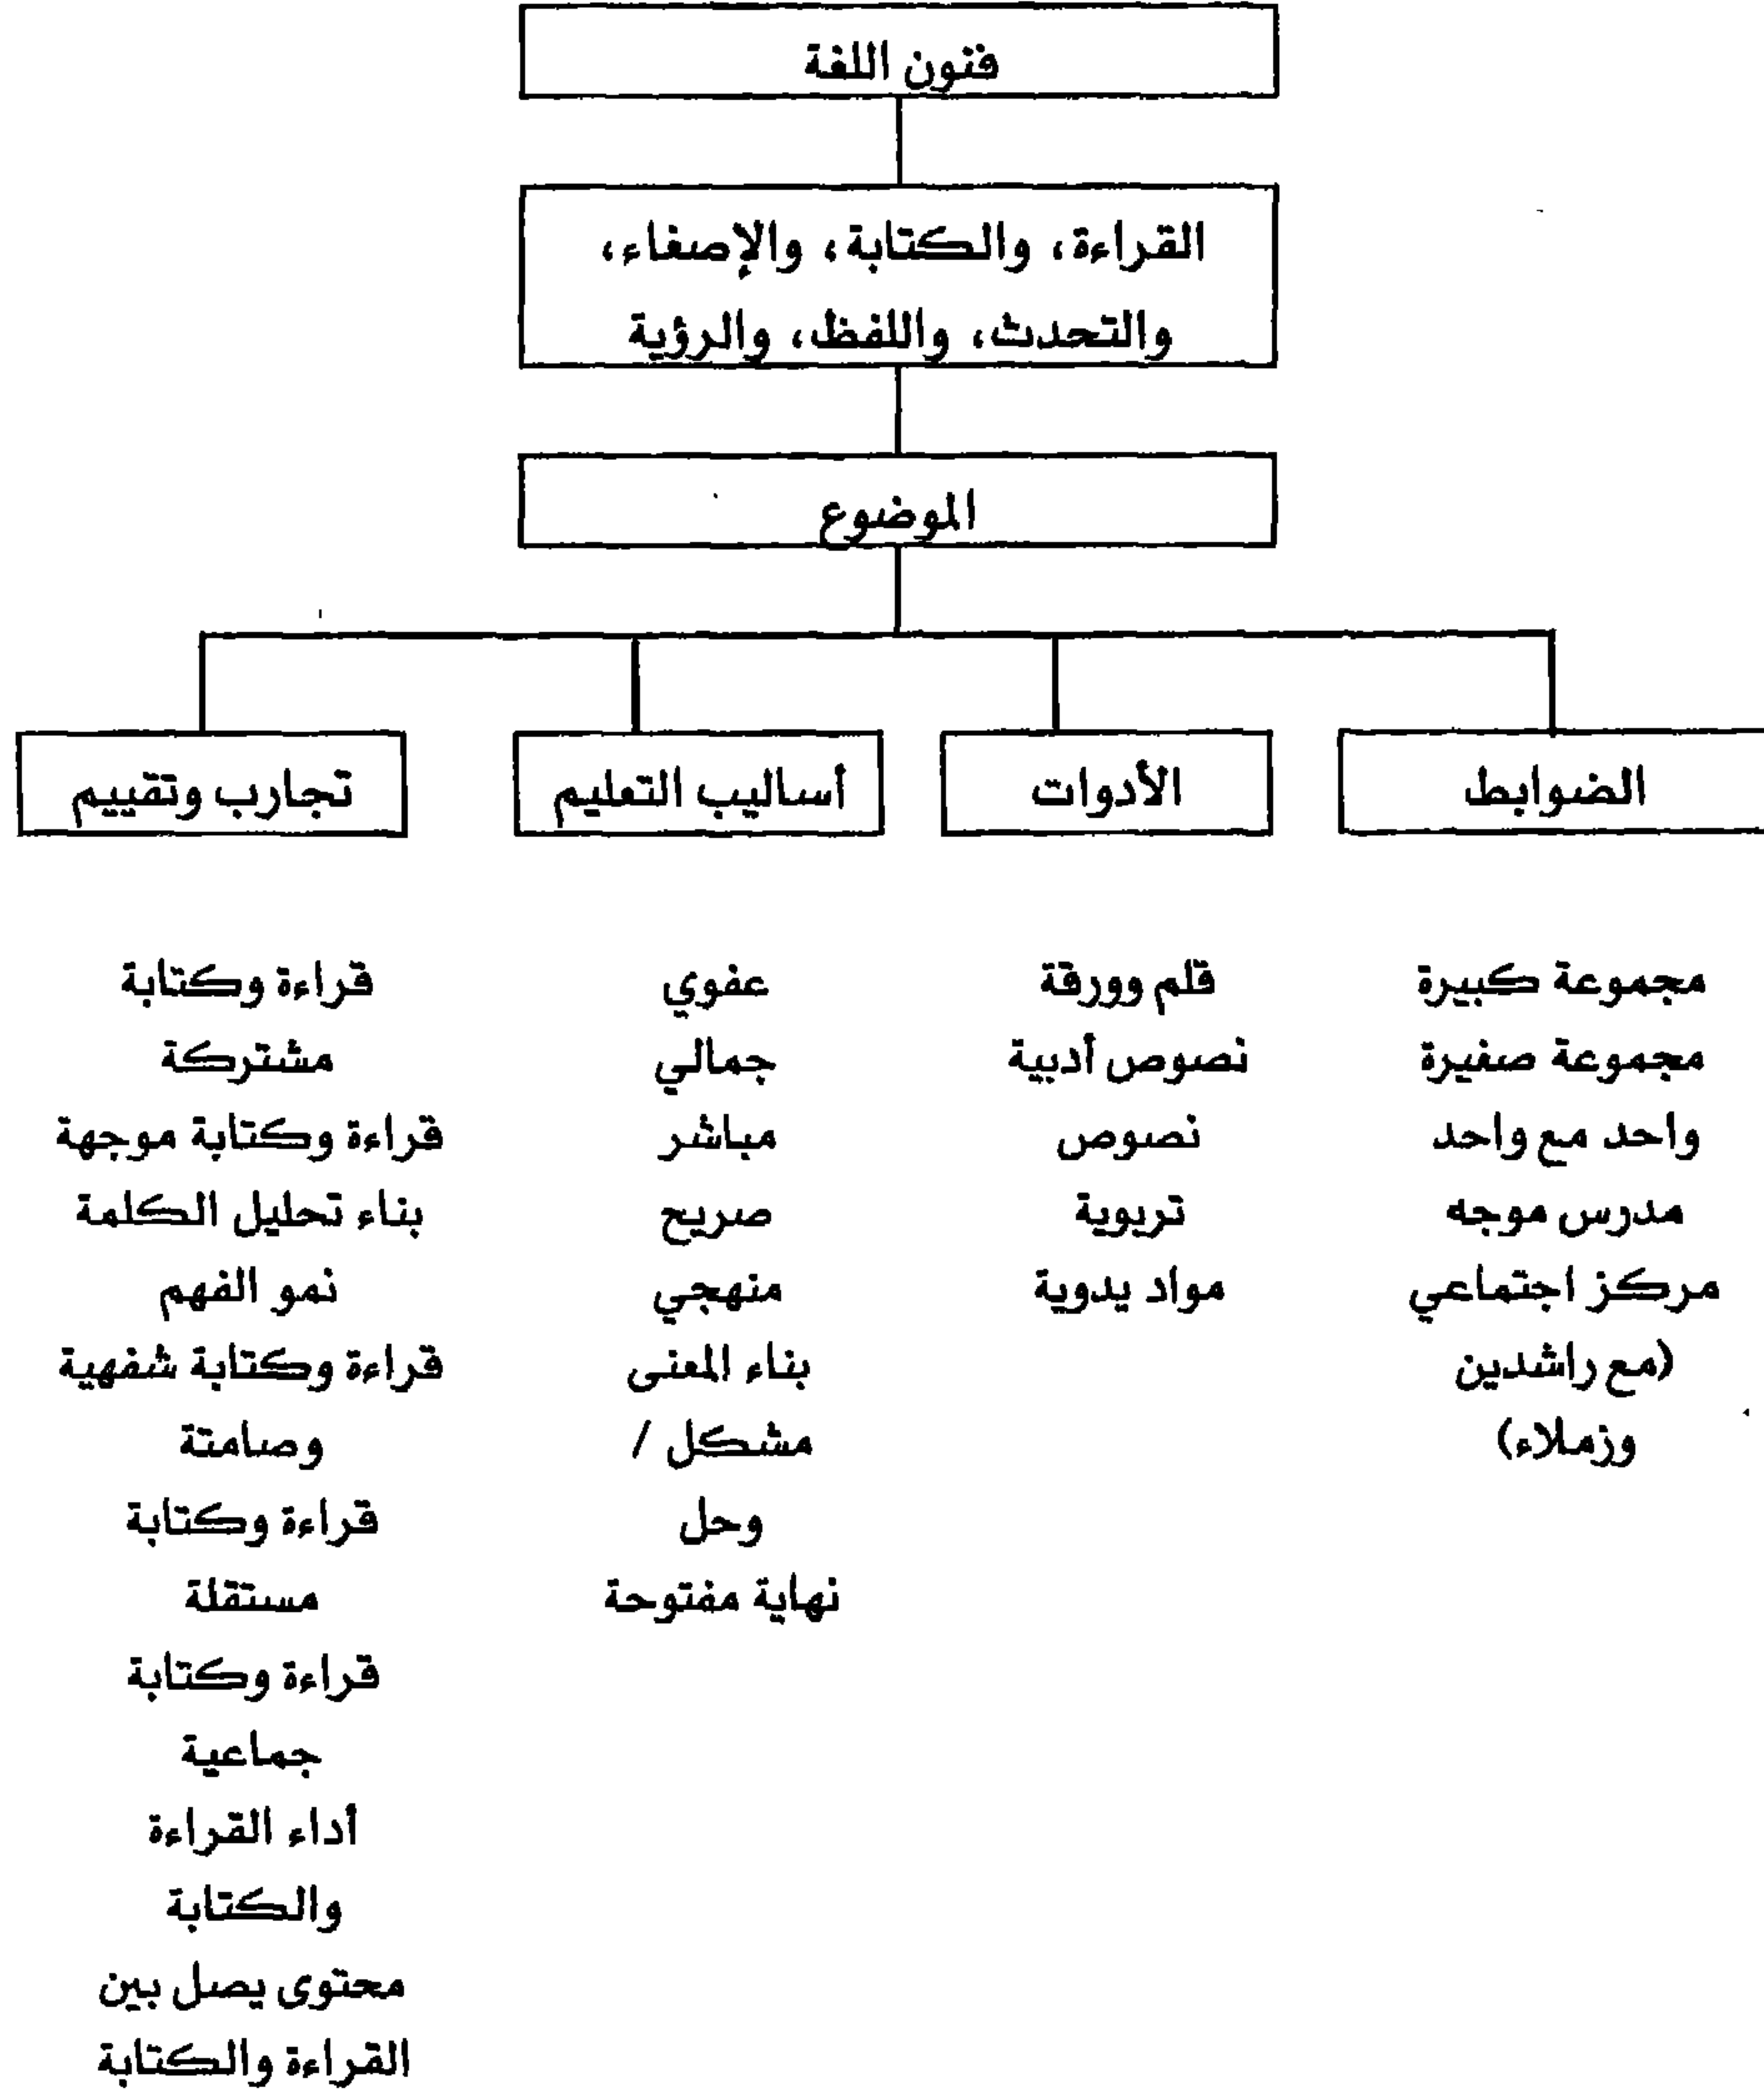 فنون اللغة
القراءة، والكتابة، والإصغاء،
والتحدث، واللفظ، والرؤية
الموضوع
الضوابط
مجموعة كبيرة
مجموعة صغيرة
واحد مع واحد
مدرس موجه
مركز اجتماعي
(مع راشدين
وزملاء)
الأدوات
قلم وورقة
نصوص أدبية
نصوص
تربوية
مواد يدوية
أساليب التعليم
عفوي
جمالي
مباشر
صريح
منهجي
بناء المعنى
مشكل /
وحل
نهاية مفتوحة
تجارب وتقييم
قراءة وكتابة
مشتركة
قراءة وكتابة موجهة
بناء تحليل الكلمة
نمو الفهم
قراءة وكتابة شفهية
وصامتة
قراءة وكتابة
مستقلة
قراءة وكتابة
جماعية
أداء القراءة
والكتابة
محتوى يصل بين
القراءة والكتابة